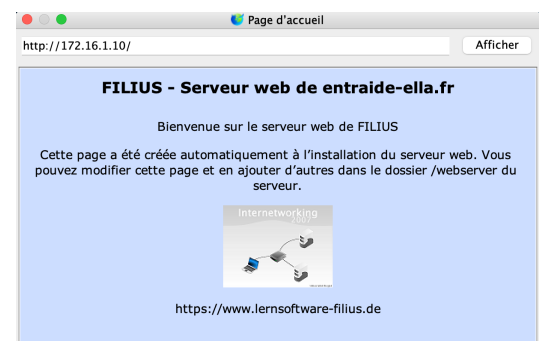 Page d'accueil
http://172.16.1.10/
Afficher
FILIUS - Serveur web de entraide-ella.fr
Bienvenue sur le serveur web de FILIUS
Cette page a été créée automatiquement à l'installation du serveur web. Vous
pouvez modifier cette page et en ajouter d'autres dans le dossier /webserver du
serveur.
Internetworking
2007
https://www.lernsoftware-filius.de